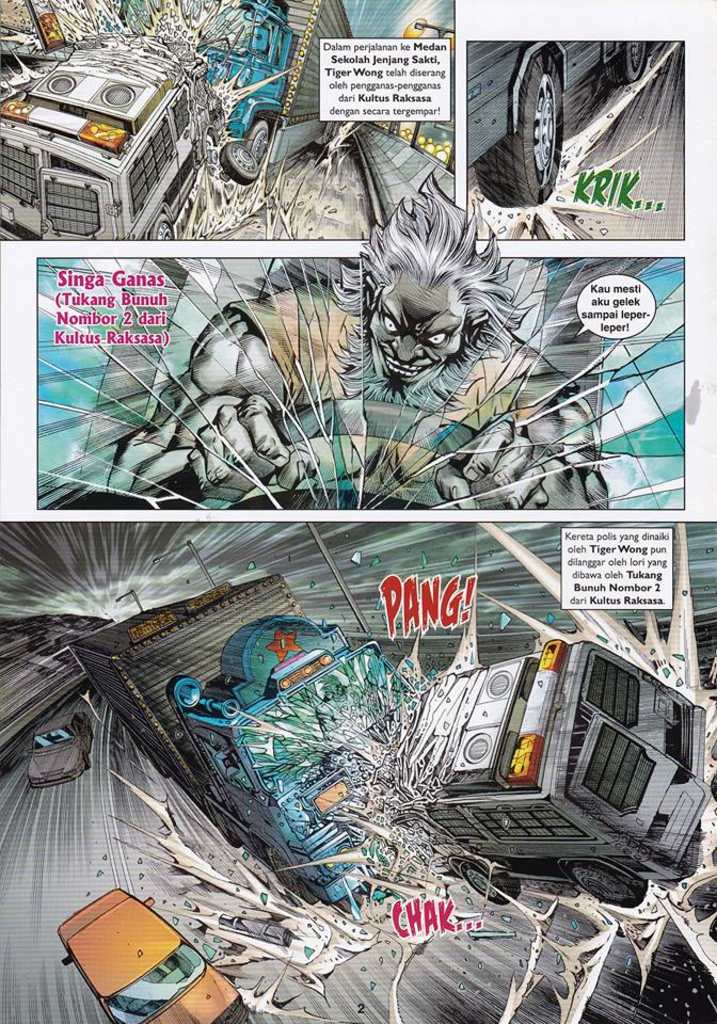 Dalam perjalanan ke Medan
Sekolah Jenjang Sakti,
Tiger Wong telah diserang
oleh pengganas-pengganas
dari Kultus Raksasa
dengan secara tergempar!
KRIK...
Singa Ganas
(Tukang Bunuh
Nombor 2 dari
Kultus Raksasa)
Kau mesti
aku gelek
sampai leper-
leper!
Kereta polis yang dinaiki
oleh Tiger Wong pun
dilanggar oleh lori yang
dibawa oleh Tukang
Bunuh Nombor 2
dari Kultus Raksasa.
PANG!
CHAK...
2